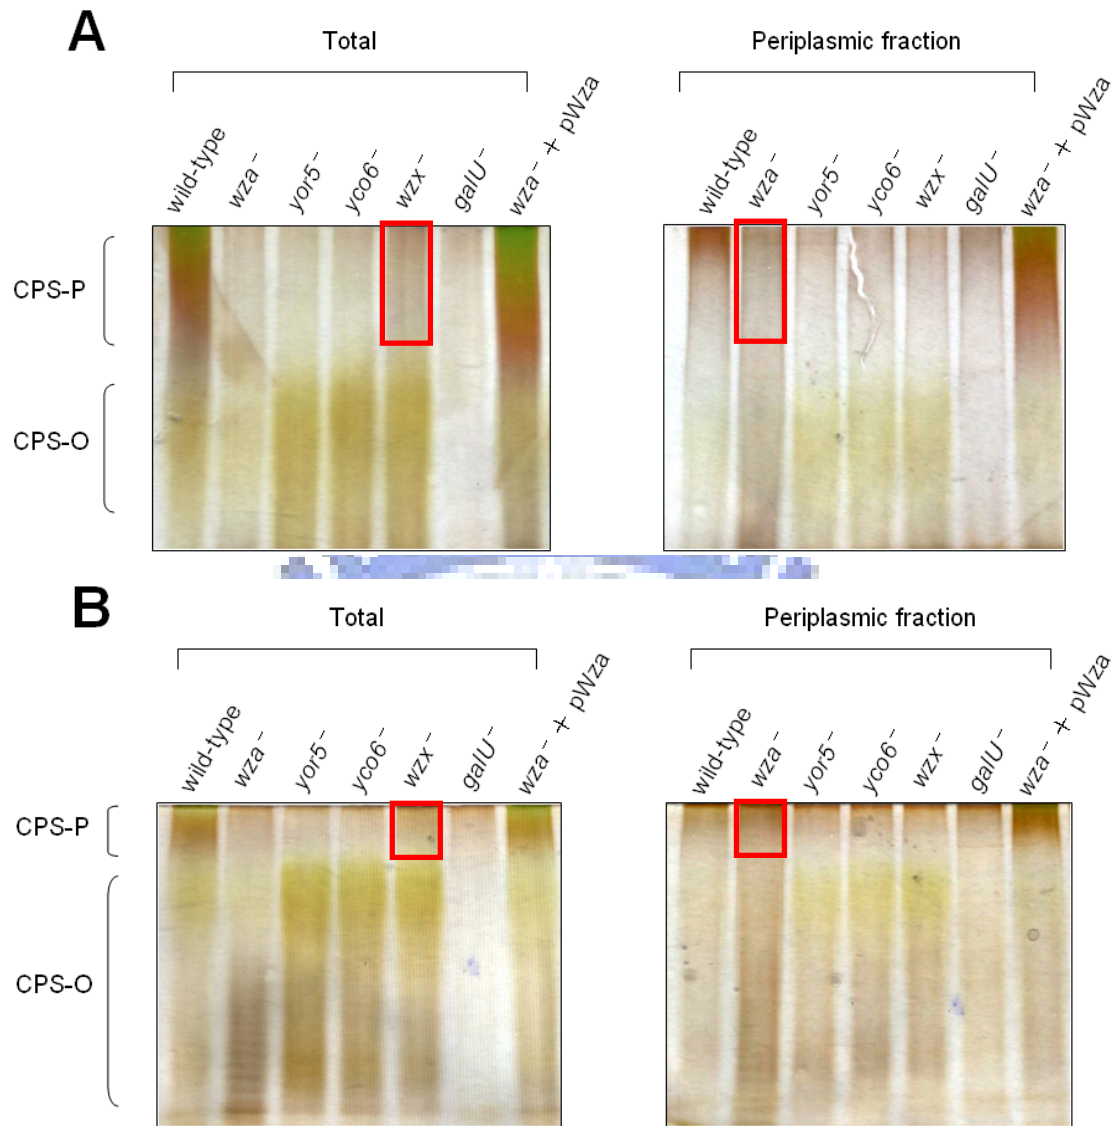 A
Total
Periplasmic fraction
wild-type
wza⁻
yor5⁻
yco6⁻
wzx⁻
galU⁻
wza⁻ + pWza
wild-type
wza⁻
yor5⁻
yco6⁻
wzx⁻
galU⁻
wza⁻ + pWza
CPS-P
CPS-O
B
Total
Periplasmic fraction
wild-type
wza⁻
yor5⁻
yco6⁻
wzx⁻
galU⁻
wza⁻ + pWza
wild-type
wza⁻
yor5⁻
yco6⁻
wzx⁻
galU⁻
wza⁻ + pWza
CPS-P
CPS-O